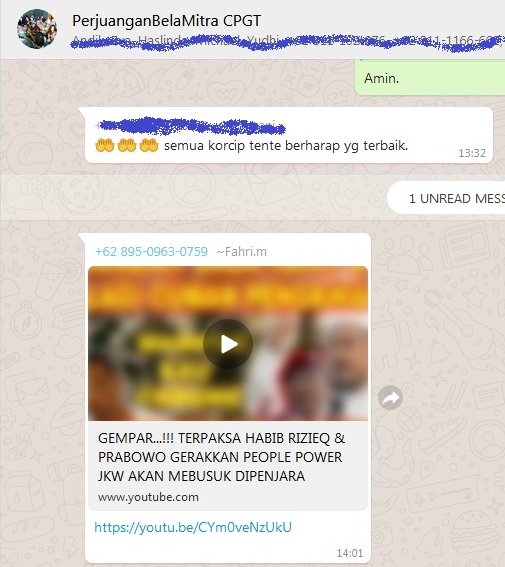 PerjuanganBelaMitra CPGT
Amin.
semua korcip tente berharap yg terbaik.
13:32
1 UNREAD MESS
+62 895-0963-0759 ~Fahri.m
GEMPAR...!!! TERPAKSA HABIB RIZIEQ &
PRABOWO GERAKKAN PEOPLE POWER
JKW AKAN MEBUSUK DIPENJARA
www.youtube.com
https://youtu.be/CYm0veNzUkU
14:01